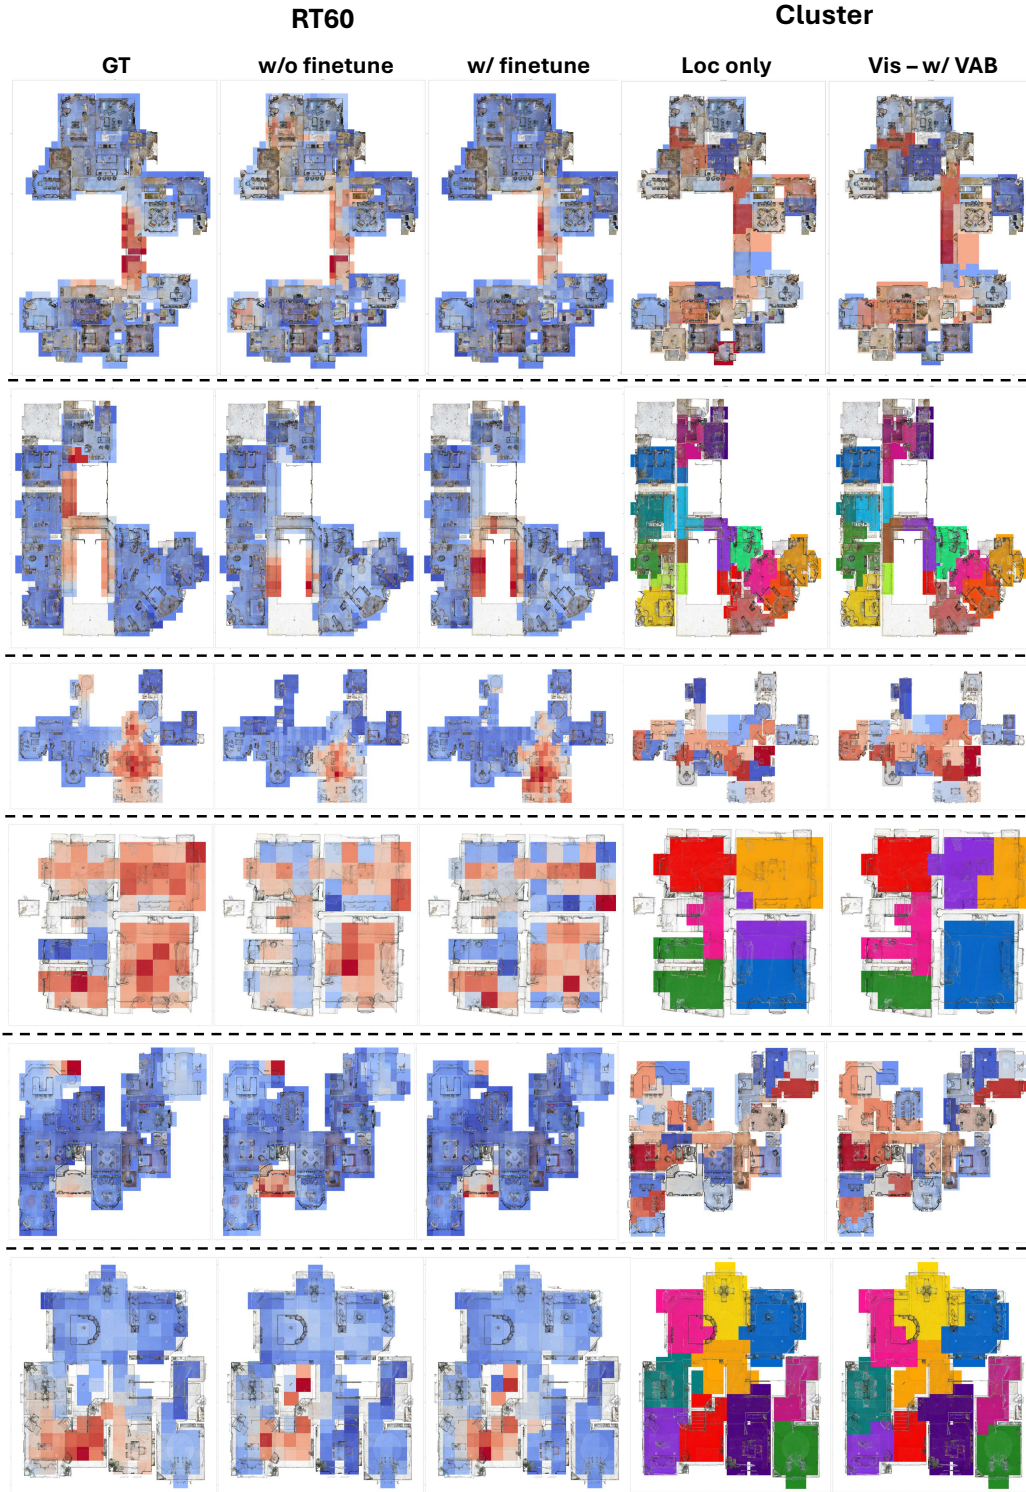 RT60
Cluster
GT
w/o finetune
w/ finetune
Loc only
Vis – w/ VAB